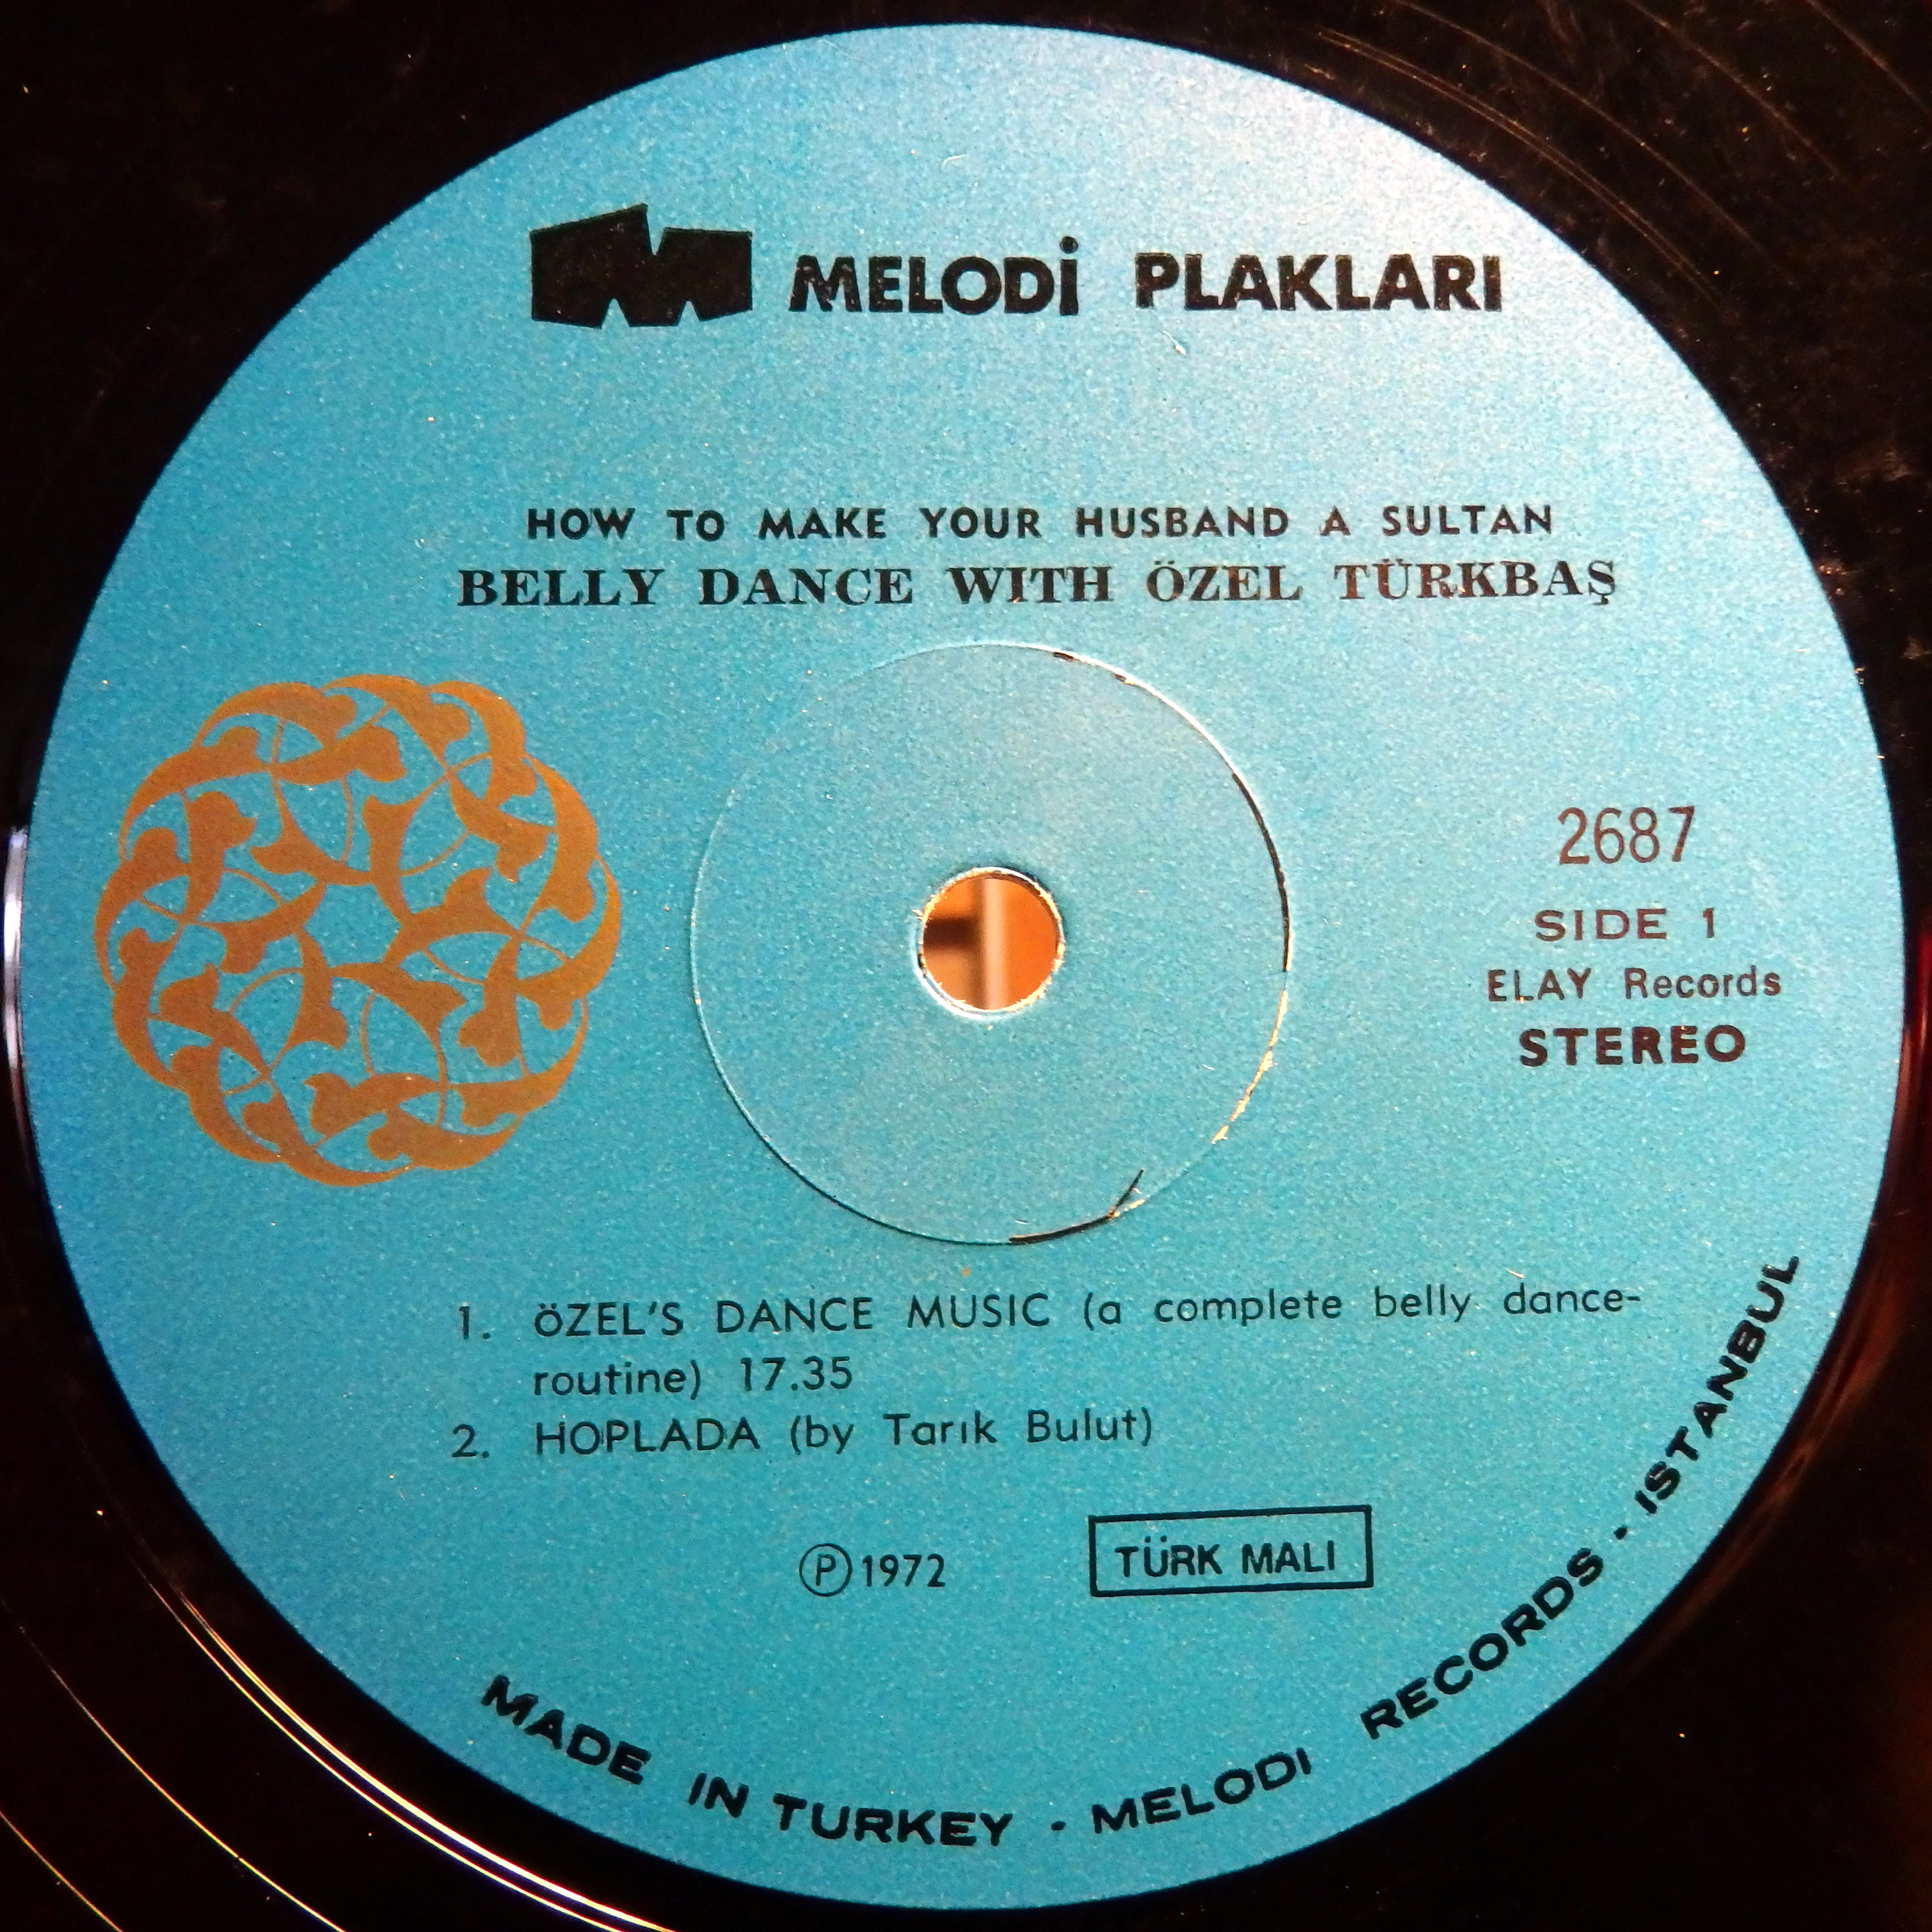 MELODİ PLAKLARI
HOW TO MAKE YOUR HUSBAND A SULTAN
BELLY DANCE WITH ÖZEL TÜRKBAŞ
2687
SIDE 1
ELAY Records
STEREO
1. ÖZEL'S DANCE MUSIC (a complete belly dance-
routine) 17.35
2. HOPLADA (by Tarık Bulut)
Ⓟ1972
TÜRK MALI
MADE IN TURKEY - MELODI RECORDS - ISTANBUL